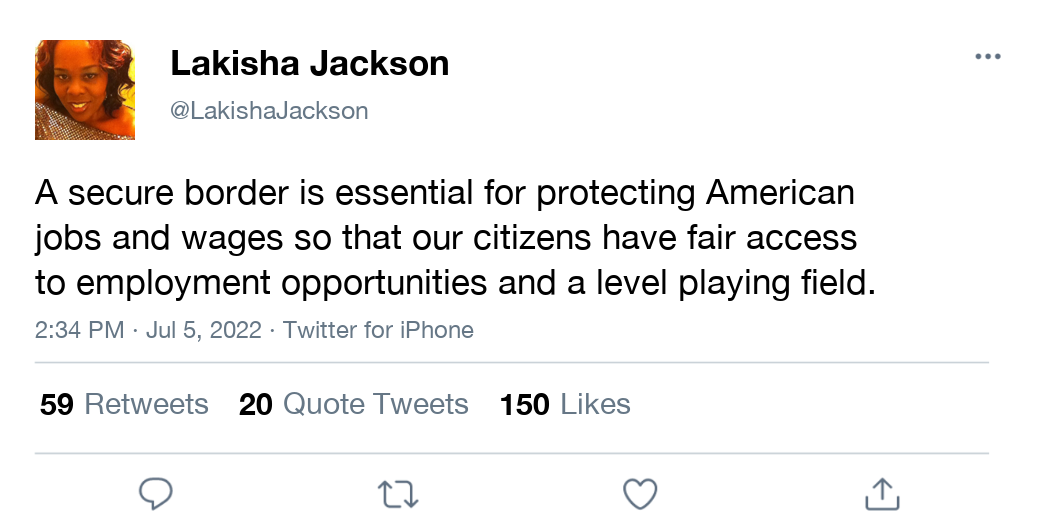 Lakisha Jackson
@LakishaJackson
A secure border is essential for protecting American
jobs and wages so that our citizens have fair access
to employment opportunities and a level playing field.
2:34 PM · Jul 5, 2022 · Twitter for iPhone
59 Retweets 20 Quote Tweets 150 Likes